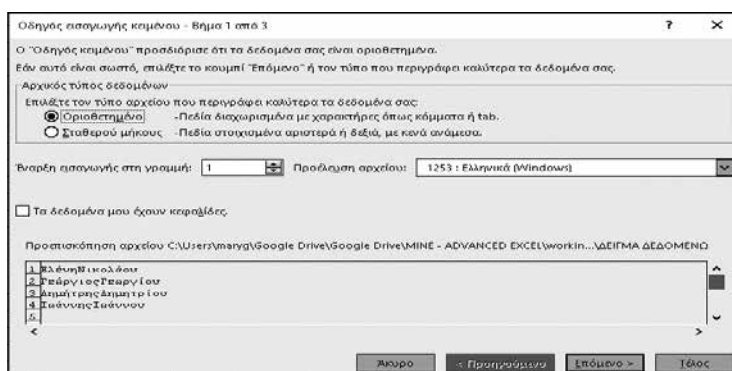 Οδηγός εισαγωγής κειμένου - Βήμα 1 από 3 ? ×
Ο "Οδηγός κειμένου" προσδιόρισε ότι τα δεδομένα σας είναι οριοθετημένα.
Εάν αυτό είναι σωστό, επιλέξτε το κουμπί "Επόμενο" ή τον τύπο που περιγράφει καλύτερα τα δεδομένα σας.
Αρχικός τύπος δεδομένων
Επιλέξτε τον τύπο αρχείου που περιγράφει καλύτερα τα δεδομένα σας:
Οριοθετημένο -Πεδία διαχωρισμένα με χαρακτήρες όπως κόμματα ή tab.
Σταθερού μήκους -Πεδία στοιχισμένα αριστερά ή δεξιά, με κενά ανάμεσα.
Έναρξη εισαγωγής στη γραμμή: 1 Προέλευση αρχείου: 1253 : Ελληνικά (Windows)
Τα δεδομένα μου έχουν κεφαλίδες.
Προεπισκόπηση αρχείου C:\Users\maryg\Google Drive\Google Drive\MINE - ADVANCED EXCEL\workin...\ΔΕΙΓΜΑ ΔΕΔΟΜΕΝΩ
1 ΕλένηΝικολάου
2 ΓεώργιοςΓεωργίου
3 ΔημήτρηςΔημητρίου
4 ΙωάννηςΙωάννου
5
Άκυρο < Προηγούμενο Επόμενο > Τέλος